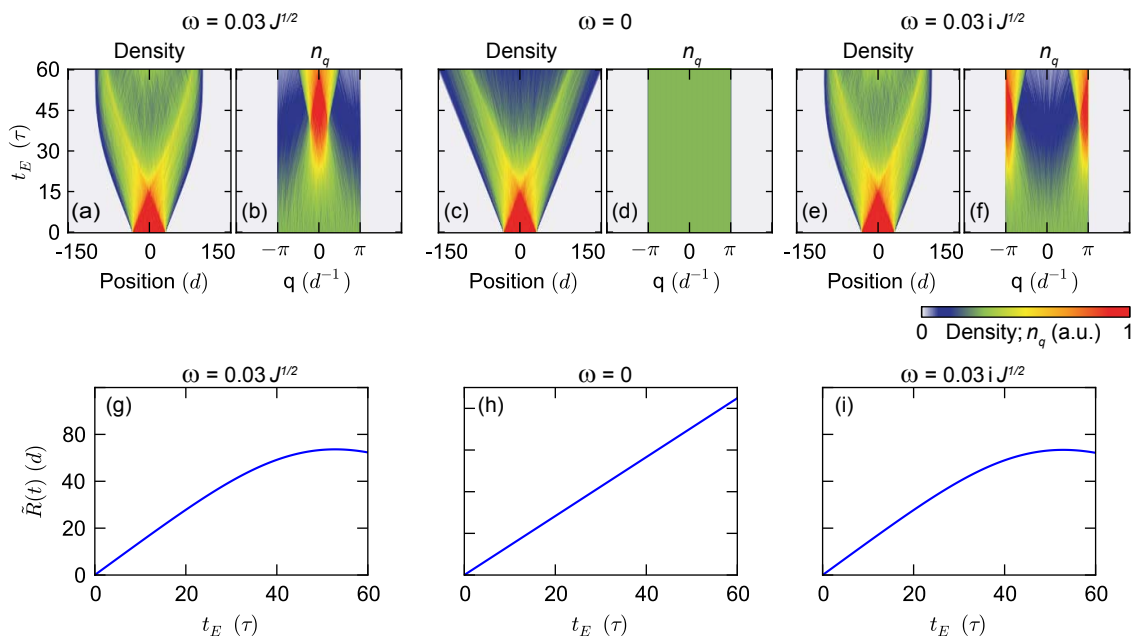 ω = 0.03 J^{1/2}
ω = 0
ω = 0.03 i J^{1/2}
Density n_q Density n_q Density n_q
60
45
30
15
0
t_E (τ)
(a) (b) (c) (d) (e) (f)
-150 0 150 −π 0 π -150 0 150 −π 0 π -150 0 150 −π 0 π
Position (d) q (d^{-1}) Position (d) q (d^{-1}) Position (d) q (d^{-1})
0 Density; n_q (a.u.) 1
ω = 0.03 J^{1/2}
ω = 0
ω = 0.03 i J^{1/2}
(g) (h) (i)
80
40
20
0
R̃(t) (d)
0 20 40 60 0 20 40 60 0 20 40 60
t_E (τ) t_E (τ) t_E (τ)